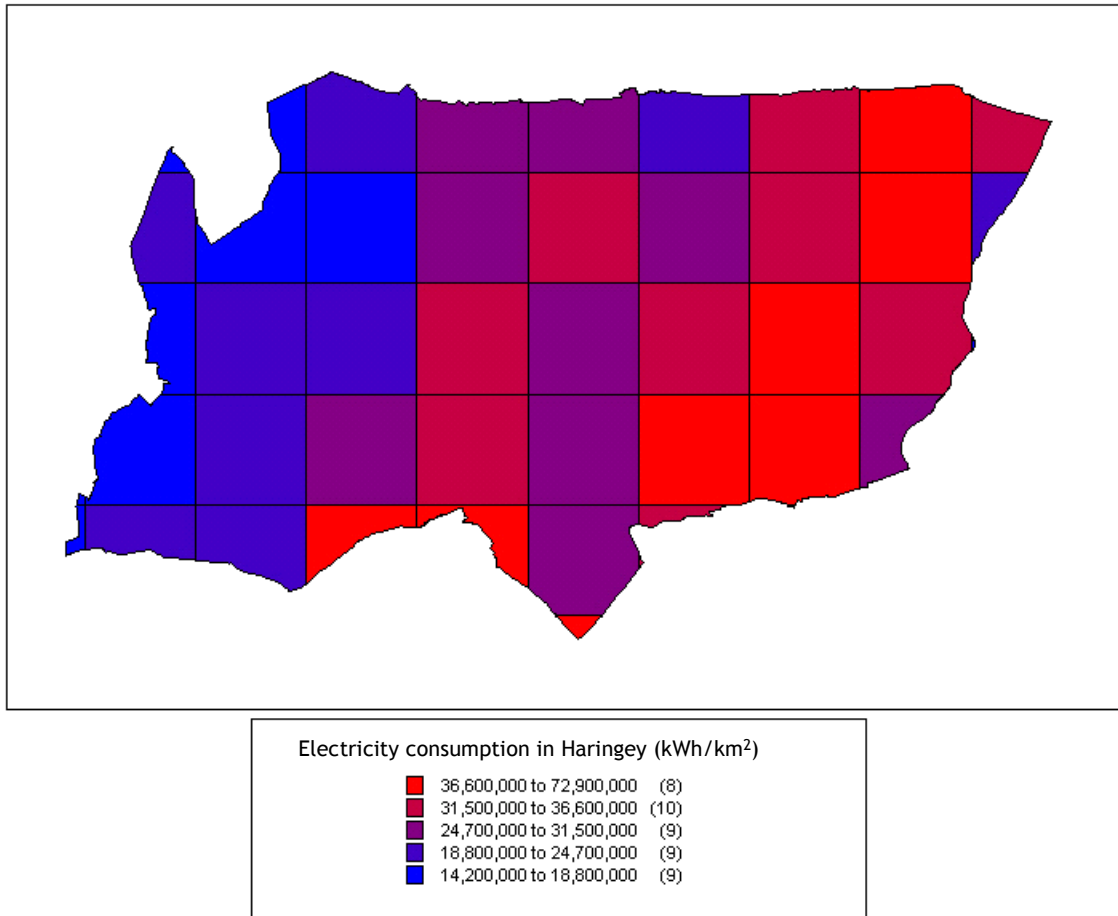 Electricity consumption in Haringey (kWh/km²)
36,600,000 to 72,900,000 (8)
31,500,000 to 36,600,000 (10)
24,700,000 to 31,500,000 (9)
18,800,000 to 24,700,000 (9)
14,200,000 to 18,800,000 (9)